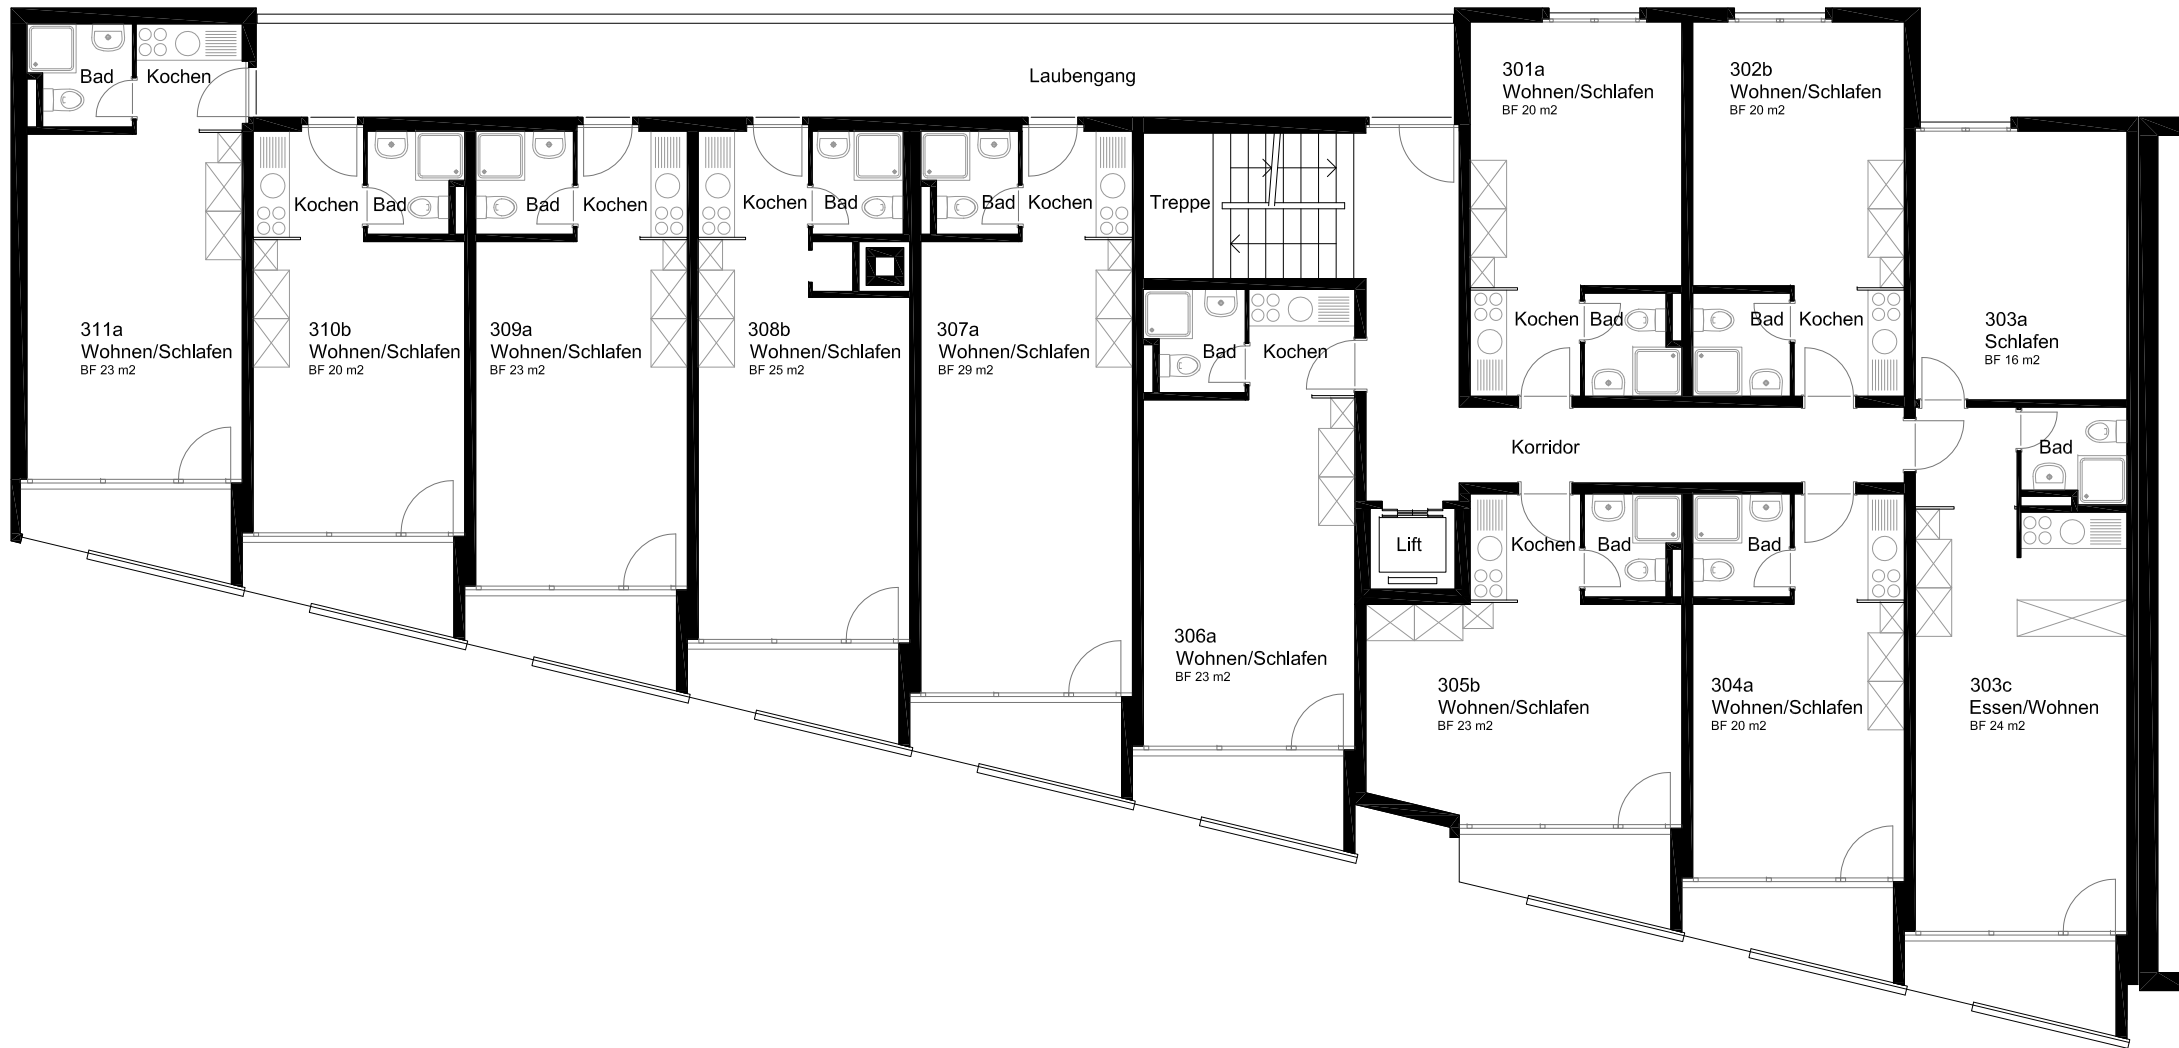 Bad
Kochen
Laubengang
301a
Wohnen/Schlafen
BF 20 m2
302b
Wohnen/Schlafen
BF 20 m2
Kochen
Bad
Bad
Kochen
Kochen
Bad
Bad
Kochen
Treppe
311a
Wohnen/Schlafen
BF 23 m2
310b
Wohnen/Schlafen
BF 20 m2
309a
Wohnen/Schlafen
BF 23 m2
308b
Wohnen/Schlafen
BF 25 m2
307a
Wohnen/Schlafen
BF 29 m2
Bad
Kochen
Kochen
Bad
Bad
Kochen
303a
Schlafen
BF 16 m2
Korridor
Bad
Lift
Kochen
Bad
Bad
306a
Wohnen/Schlafen
BF 23 m2
305b
Wohnen/Schlafen
BF 23 m2
304a
Wohnen/Schlafen
BF 20 m2
303c
Essen/Wohnen
BF 24 m2